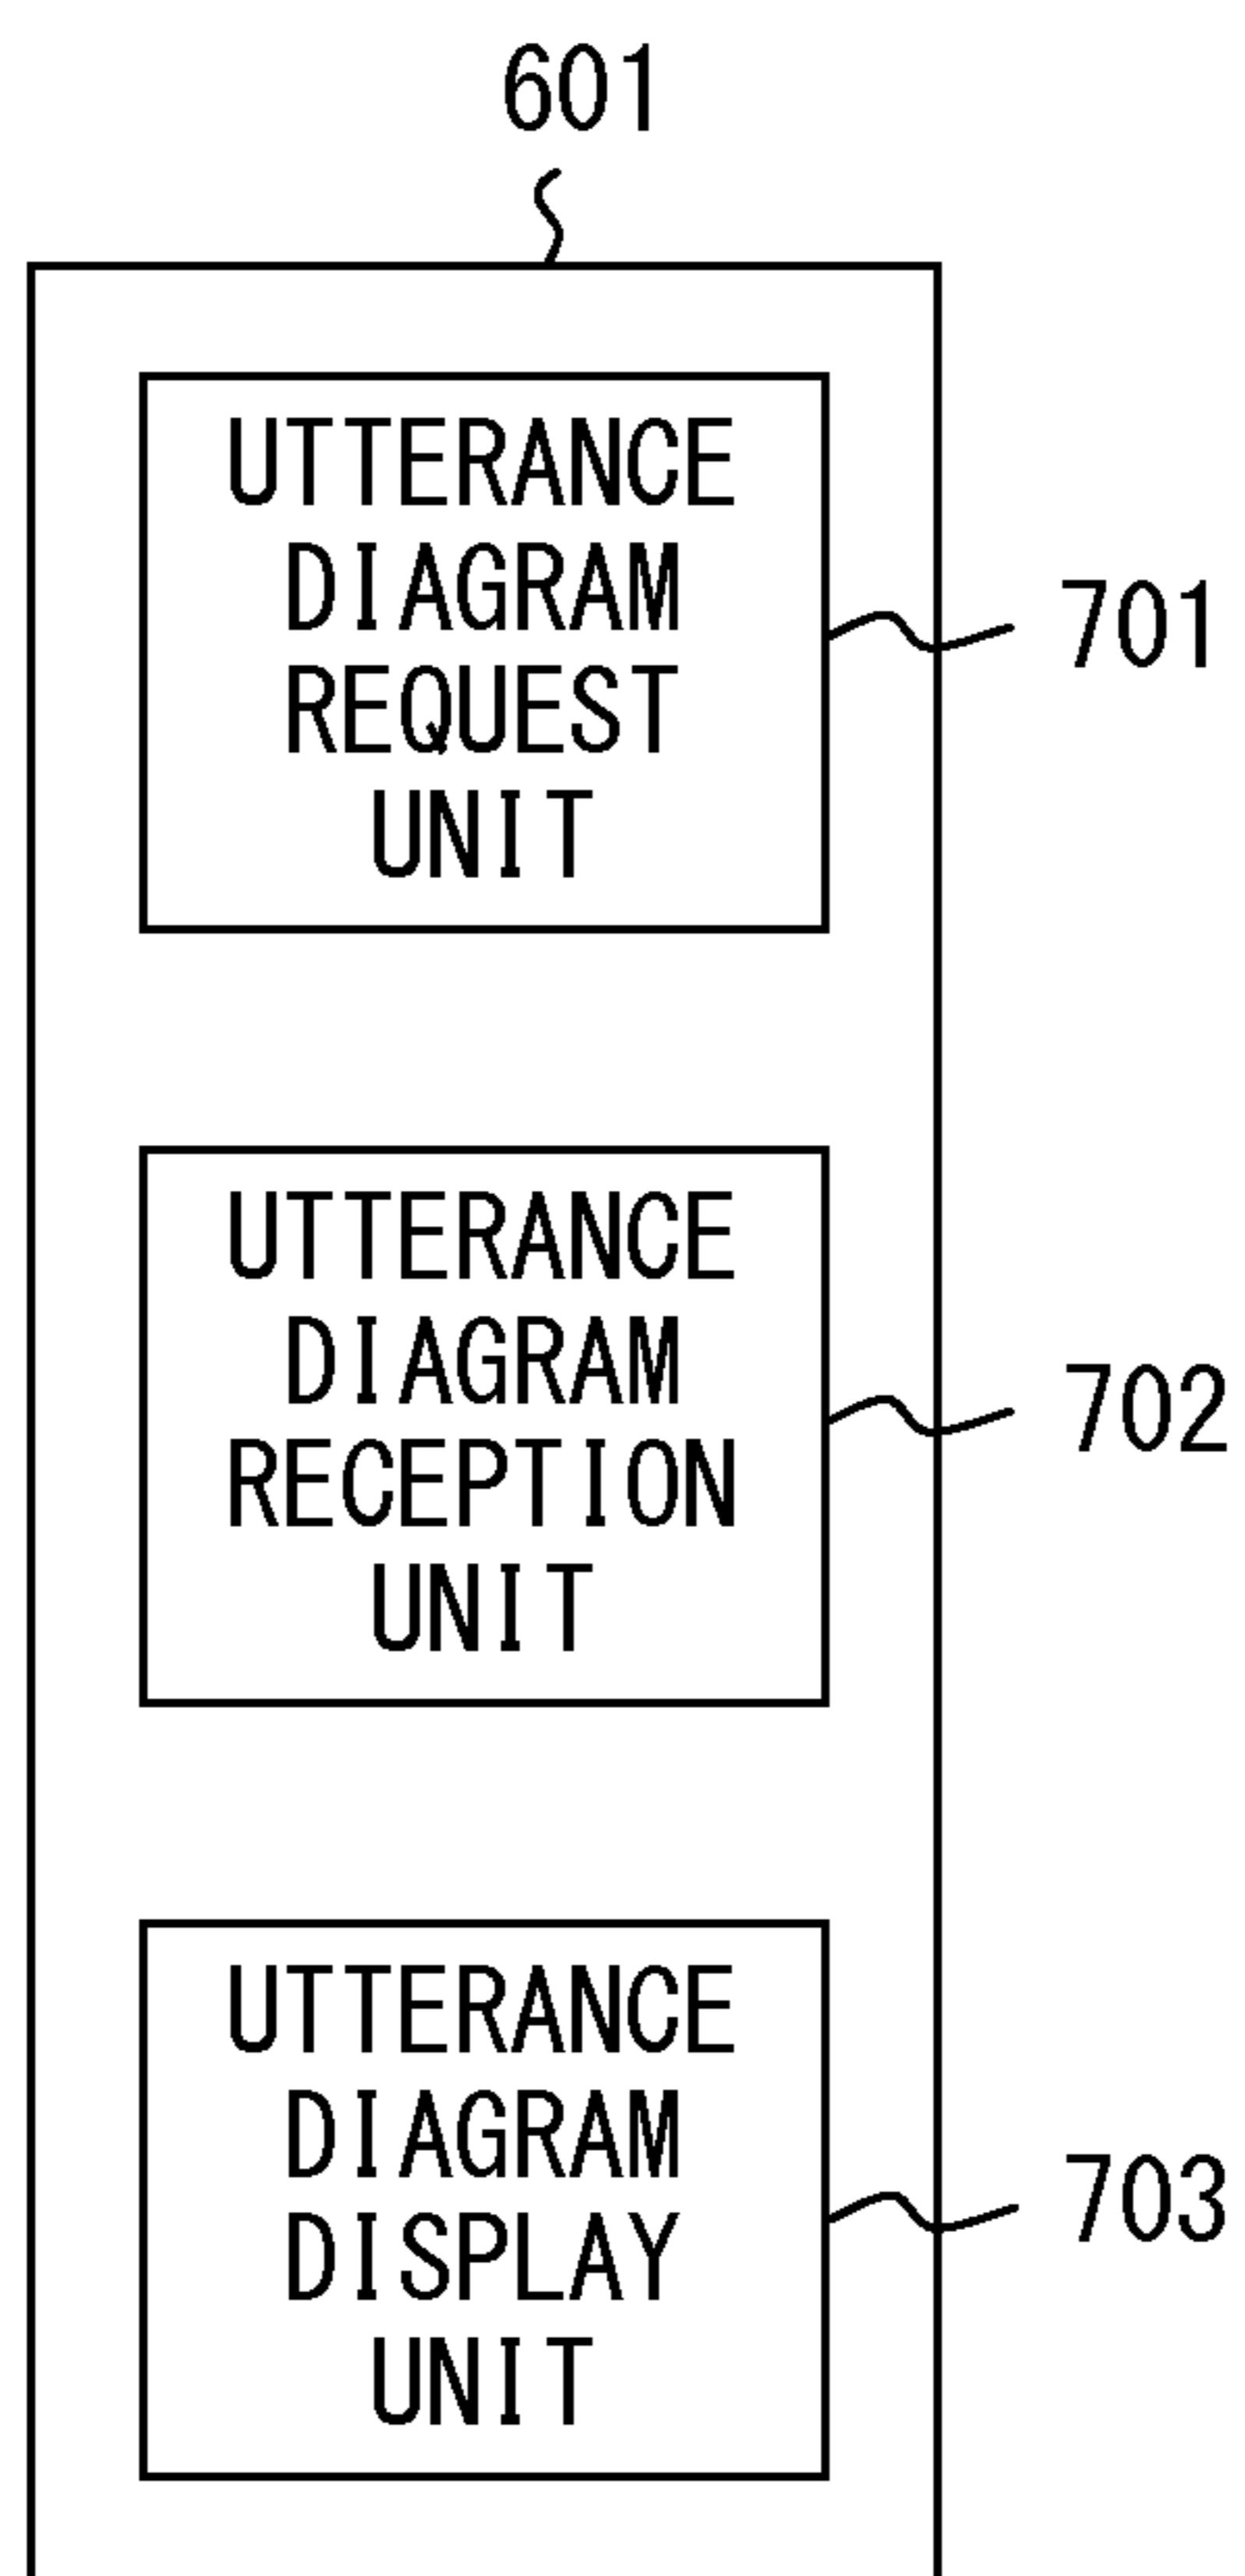 601
UTTERANCE
DIAGRAM
REQUEST
UNIT
701
UTTERANCE
DIAGRAM
RECEPTION
UNIT
702
UTTERANCE
DIAGRAM
DISPLAY
UNIT
703